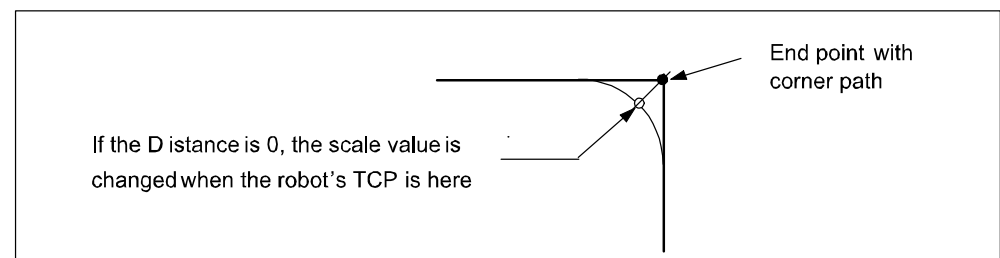 End point with
corner path
If the D istance is 0, the scale value is
changed when the robot's TCP is here